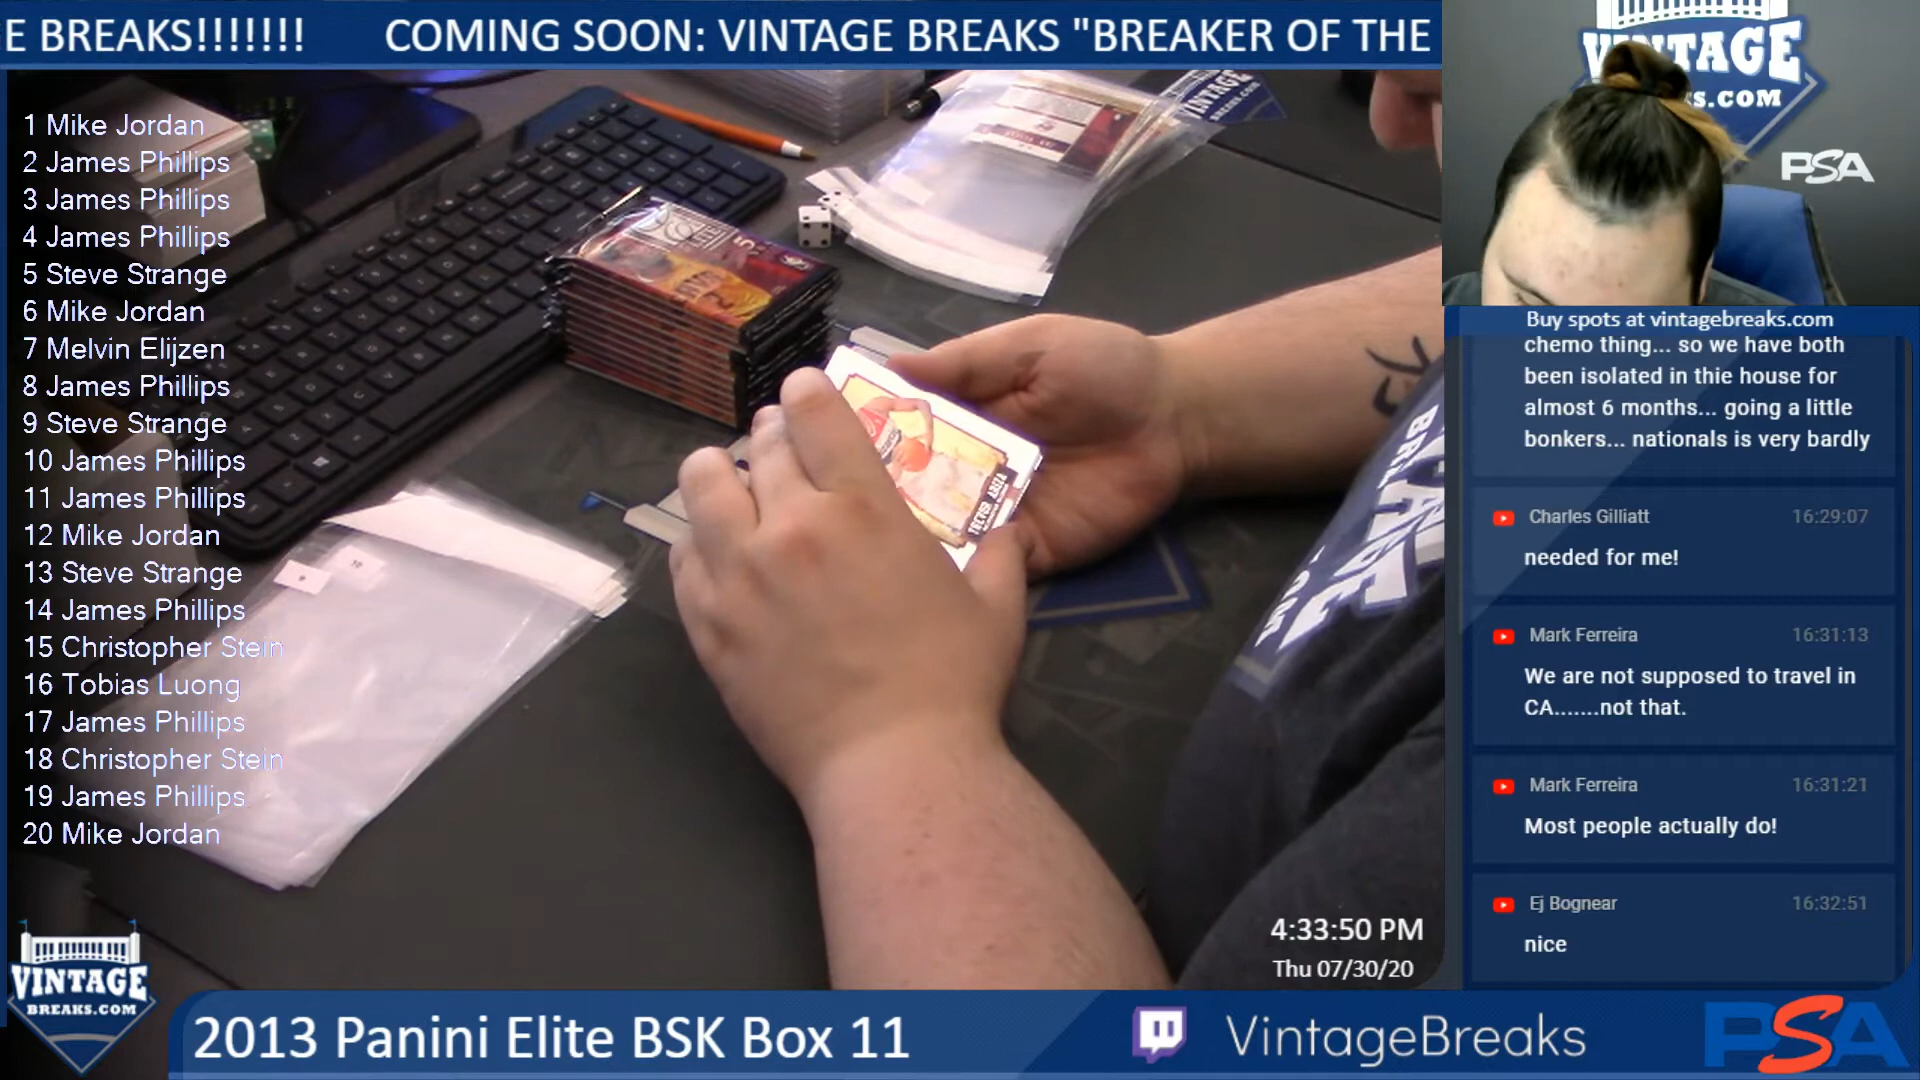 E BREAKS!!!!!!!  COMING SOON: VINTAGE BREAKS "BREAKER OF THE
1 Mike Jordan
2 James Phillips
3 James Phillips
4 James Phillips
5 Steve Strange
6 Mike Jordan
7 Melvin Elijzen
8 James Phillips
9 Steve Strange
10 James Phillips
11 James Phillips
12 Mike Jordan
13 Steve Strange
14 James Phillips
15 Christopher Stein
16 Tobias Luong
17 James Phillips
18 Christopher Stein
19 James Phillips
20 Mike Jordan
VINTAGE
ELITE
TREVOR ARIZA
9
10
4:33:50 PM
Thu 07/30/20
VINTAGE
S.COM
PSA
Buy spots at vintagebreaks.com
chemo thing... so we have both
been isolated in thie house for
almost 6 months... going a little
bonkers... nationals is very bardly
Charles Gilliatt 16:29:07
needed for me!
Mark Ferreira 16:31:13
We are not supposed to travel in
CA.......not that.
Mark Ferreira 16:31:21
Most people actually do!
Ej Bognear 16:32:51
nice
VINTAGE
BREAKS.COM
2013 Panini Elite BSK Box 11
VintageBreaks
PSA